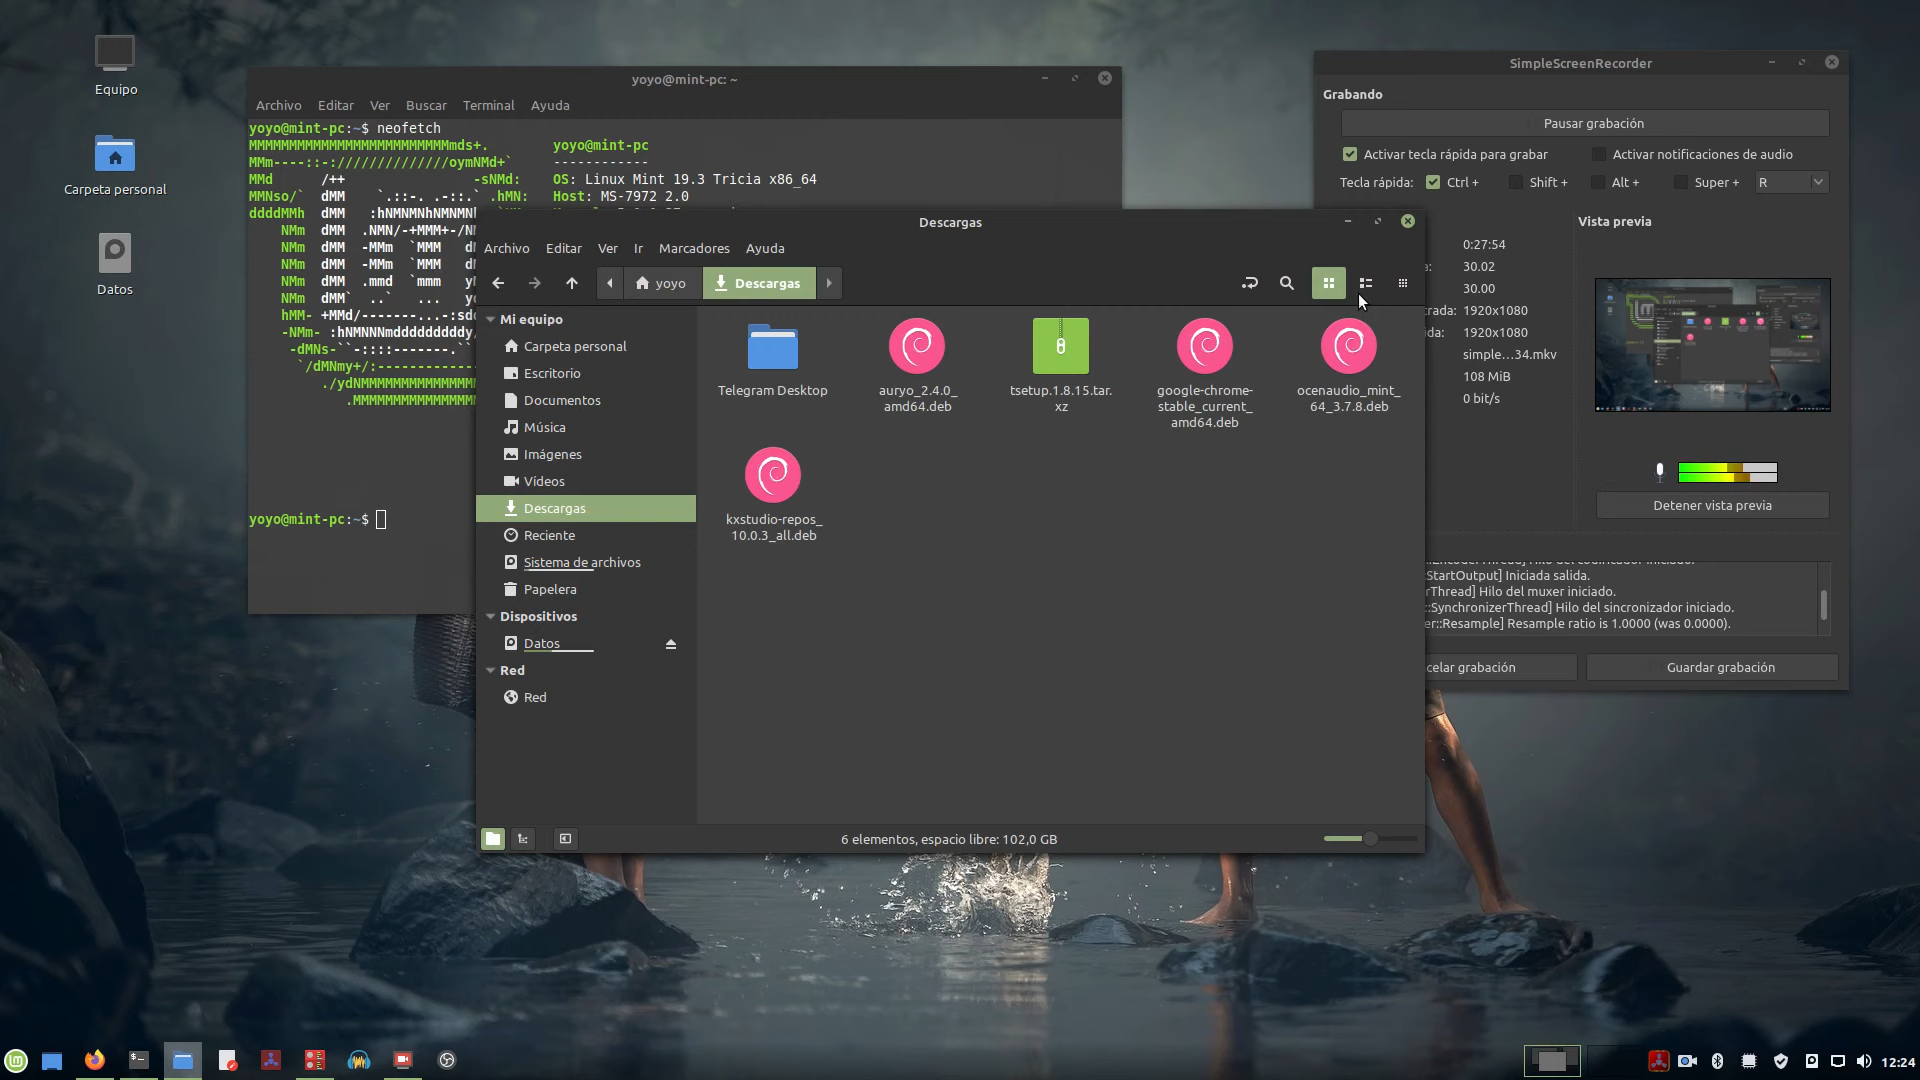 Equipo
Carpeta personal
Datos
yoyo@mint-pc: ~
Archivo Editar Ver Buscar Terminal Ayuda
yoyo@mint-pc:~$ neofetch
yoyo@mint-pc
------------
OS: Linux Mint 19.3 Tricia x86_64
Host: MS-7972 2.0
yoyo@mint-pc:~$
SimpleScreenRecorder
Grabando
Pausar grabación
Activar tecla rápida para grabar Activar notificaciones de audio
Tecla rápida: Ctrl + Shift + Alt + Super + R
Vista previa
0:27:54
30.02
30.00
1920x1080
1920x1080
simple...34.mkv
108 MiB
0 bit/s
Detener vista previa
StartOutput] Iniciada salida.
rThread] Hilo del muxer iniciado.
::SynchronizerThread] Hilo del sincronizador iniciado.
er::Resample] Resample ratio is 1.0000 (was 0.0000).
celar grabación Guardar grabación
Descargas
Archivo Editar Ver Ir Marcadores Ayuda
yoyo Descargas
Mi equipo
Carpeta personal
Escritorio
Documentos
Música
Imágenes
Vídeos
Descargas
Reciente
Sistema de archivos
Papelera
Dispositivos
Datos
Red
Red
Telegram Desktop
auryo_2.4.0_
amd64.deb
tsetup.1.8.15.tar.
xz
google-chrome-
stable_current_
amd64.deb
ocenaudio_mint_
64_3.7.8.deb
kxstudio-repos_
10.0.3_all.deb
6 elementos, espacio libre: 102,0 GB
12:24